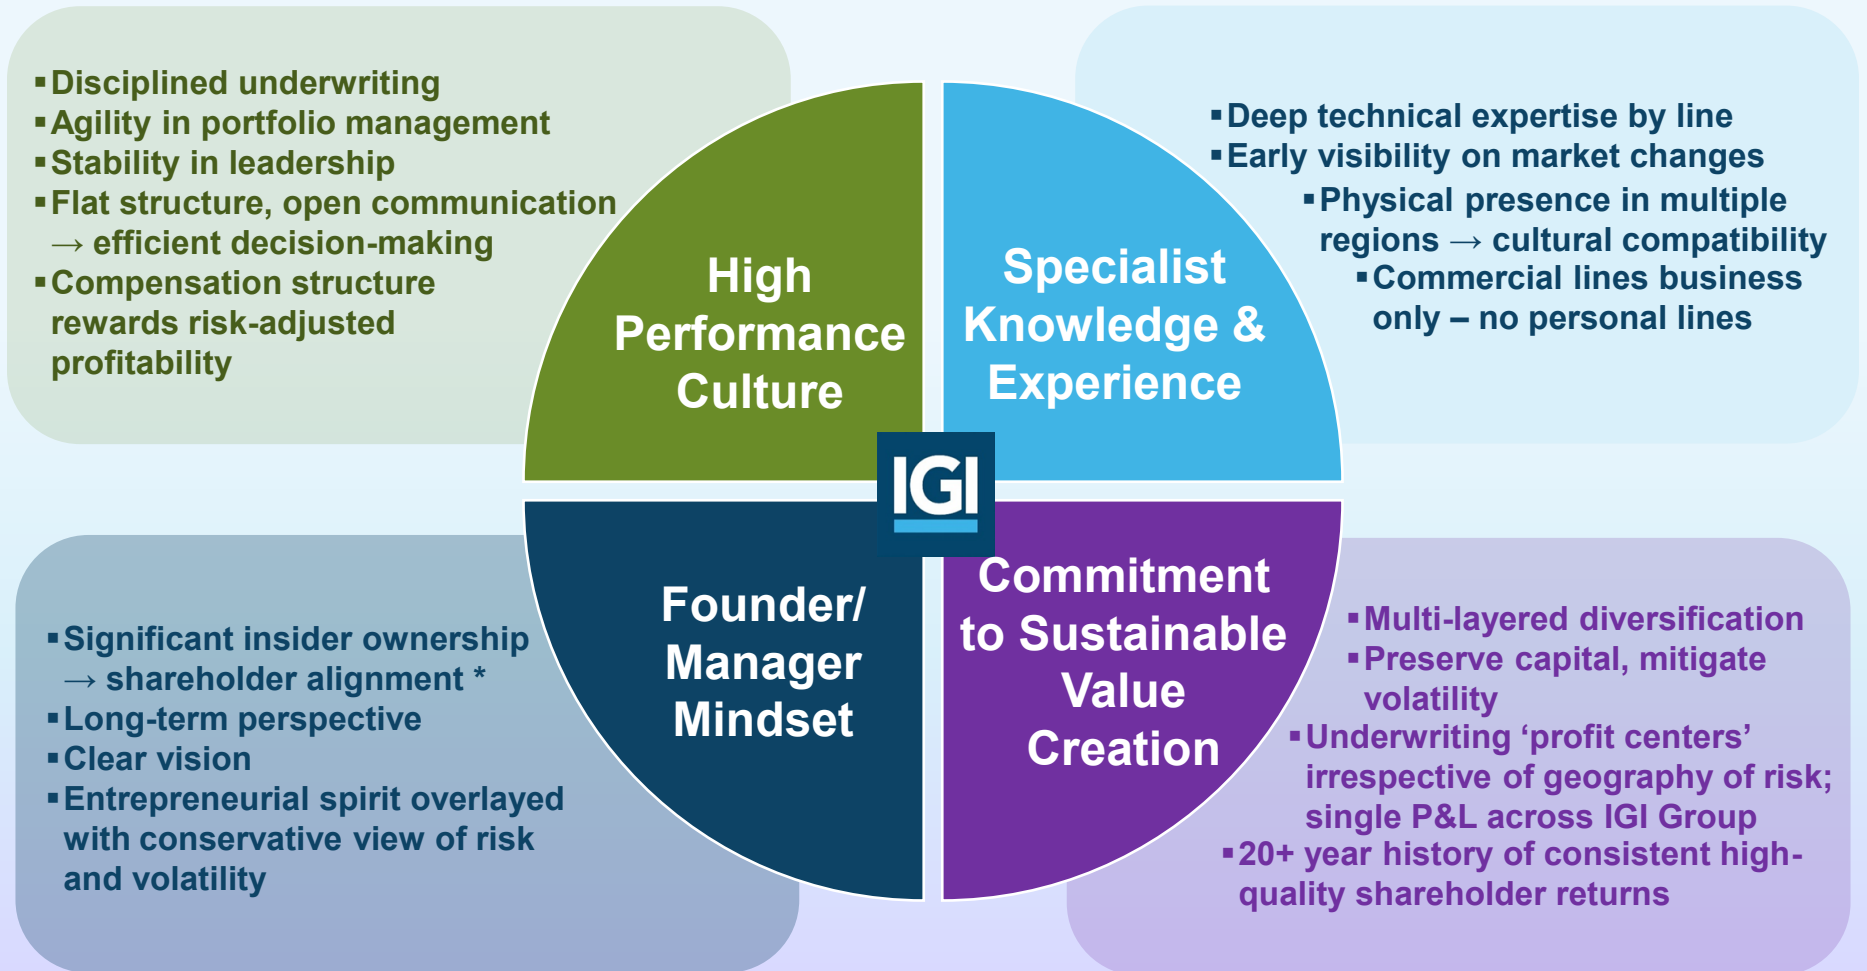 ▪Disciplined underwriting
▪Agility in portfolio management
▪Stability in leadership
▪Flat structure, open communication
→ efficient decision-making
▪Compensation structure
rewards risk-adjusted
profitability
High
Performance
Culture
Specialist
Knowledge &
Experience
▪Deep technical expertise by line
▪Early visibility on market changes
▪Physical presence in multiple
regions → cultural compatibility
▪Commercial lines business
only – no personal lines
IGI
▪Significant insider ownership
→ shareholder alignment *
▪Long-term perspective
▪Clear vision
▪Entrepreneurial spirit overlayed
with conservative view of risk
and volatility
Founder/
Manager
Mindset
Commitment
to Sustainable
Value
Creation
▪Multi-layered diversification
▪Preserve capital, mitigate
volatility
▪Underwriting ‘profit centers’
irrespective of geography of risk;
single P&L across IGI Group
▪20+ year history of consistent high-
quality shareholder returns